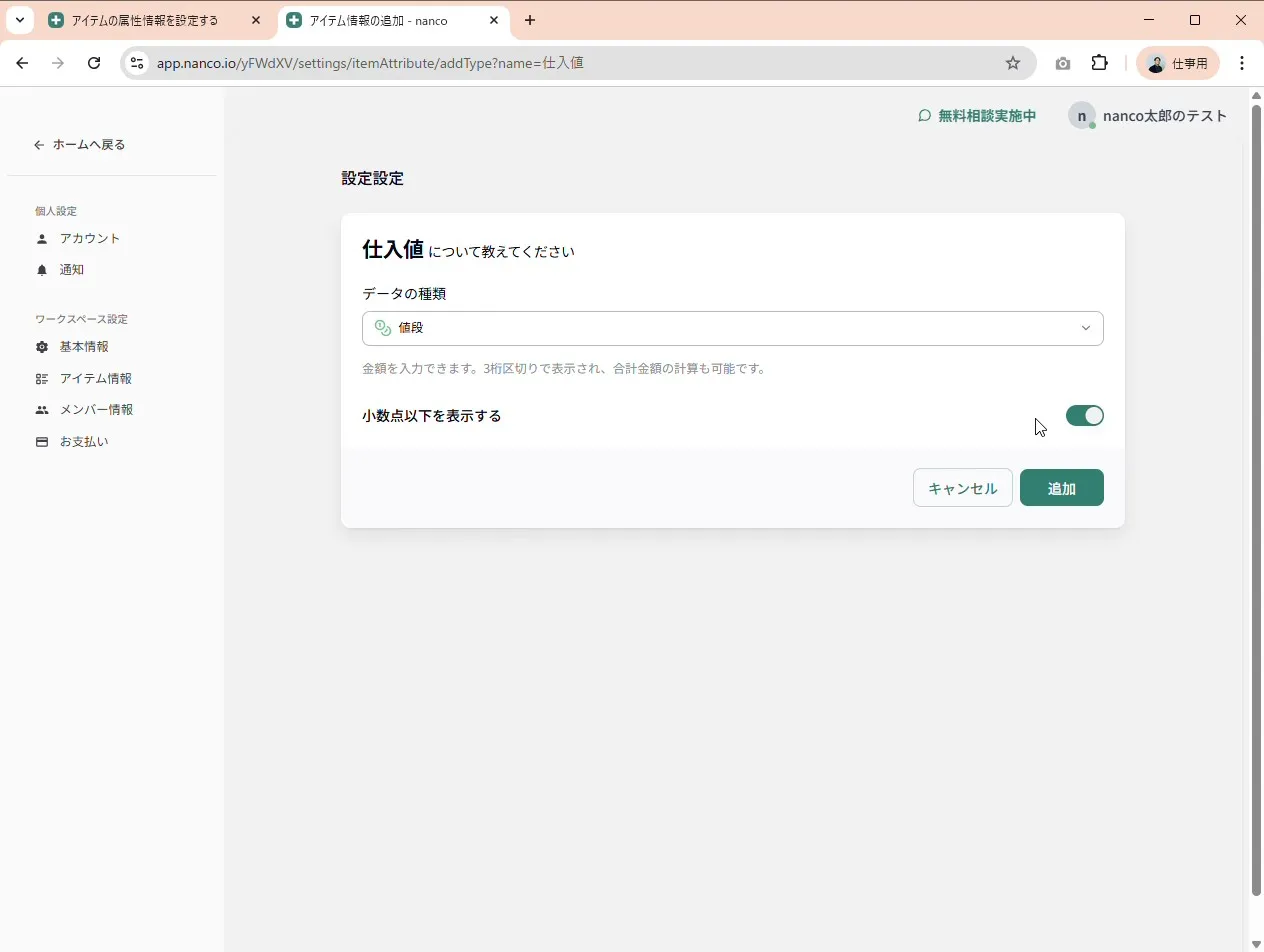 アイテムの属性情報を設定する
アイテム情報の追加 - nanco
app.nanco.io/yFWdXV/settings/itemAttribute/addType?name=仕入値
仕事用
無料相談実施中
n
nanco太郎のテスト
ホームへ戻る
個人設定
アカウント
通知
ワークスペース設定
基本情報
アイテム情報
メンバー情報
お支払い
設定設定
仕入値 について教えてください
データの種類
値段
金額を入力できます。3桁区切りで表示され、合計金額の計算も可能です。
小数点以下を表示する
キャンセル
追加